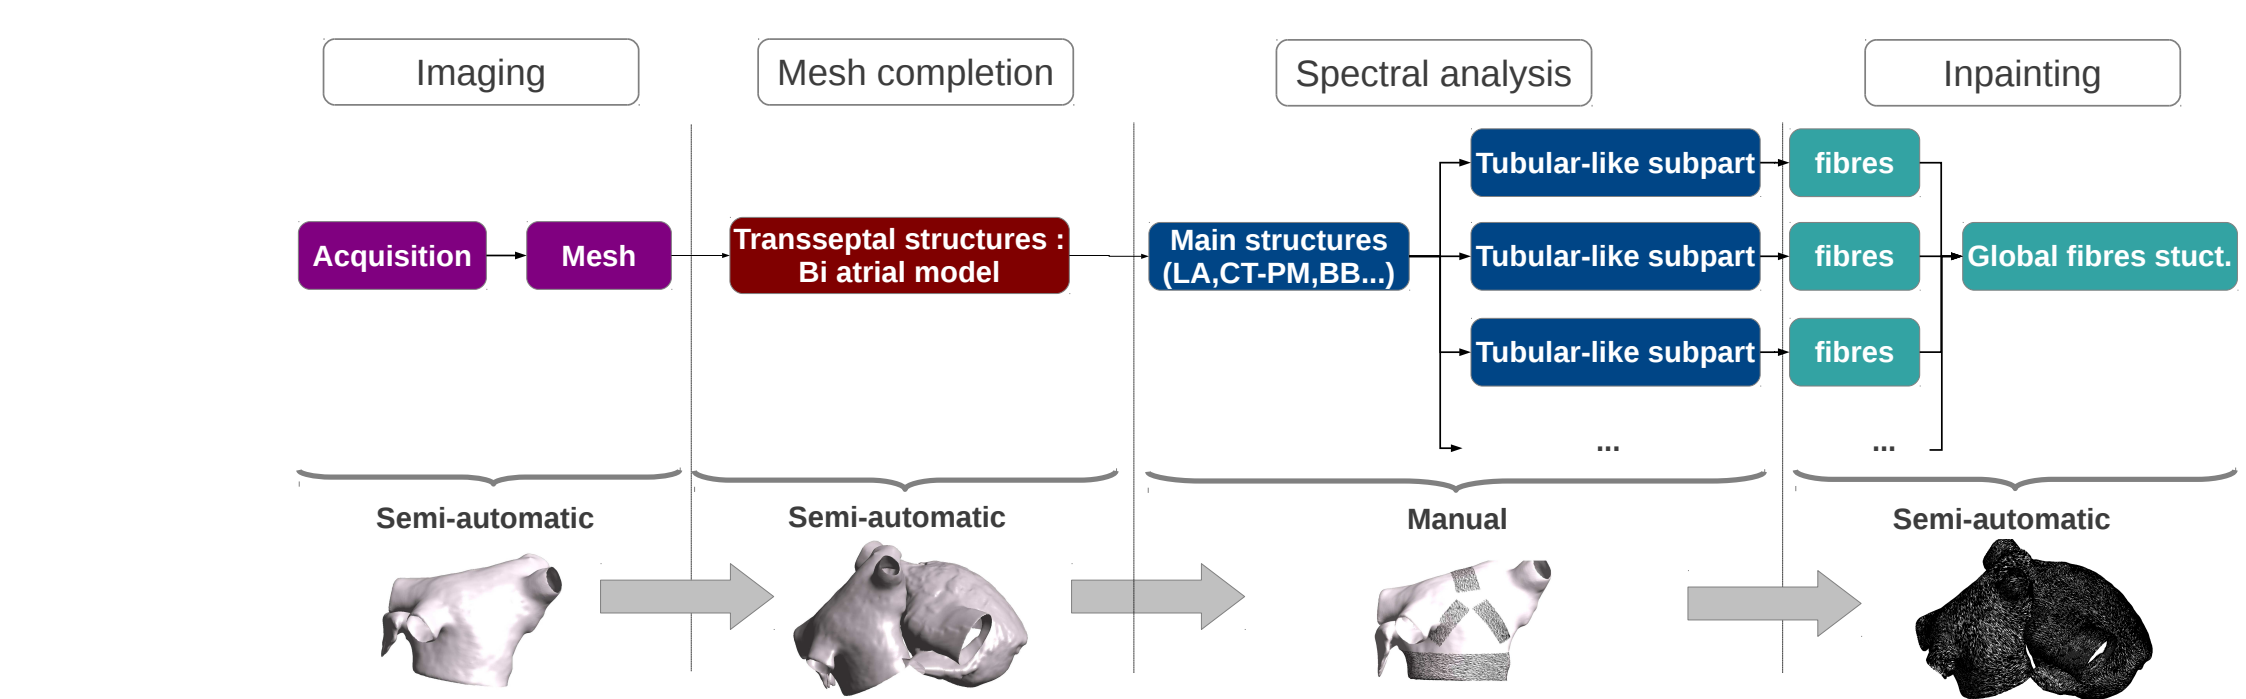 Imaging
Mesh completion
Spectral analysis
Inpainting
Acquisition
Mesh
Transseptal structures :
Bi atrial model
Main structures
(LA,CT-PM,BB...)
Tubular-like subpart
Tubular-like subpart
Tubular-like subpart
...
fibres
fibres
fibres
...
Global fibres stuct.
Semi-automatic
Semi-automatic
Manual
Semi-automatic